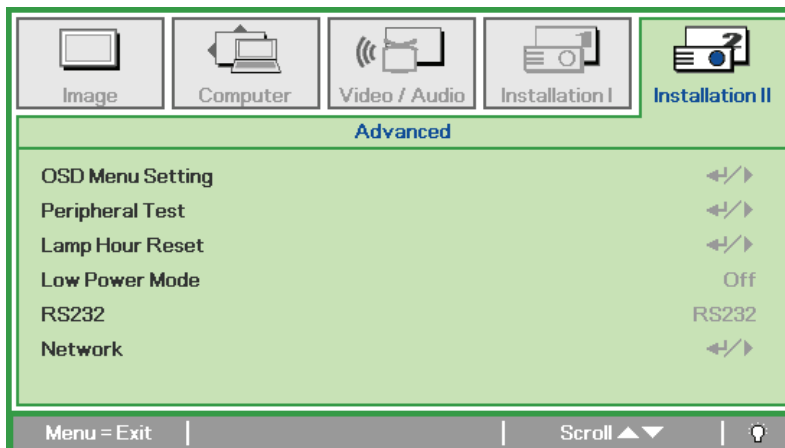 Image Computer Video / Audio Installation I Installation II
Advanced
OSD Menu Setting
Peripheral Test
Lamp Hour Reset
Low Power Mode Off
RS232 RS232
Network
Menu = Exit Scroll ▲▼